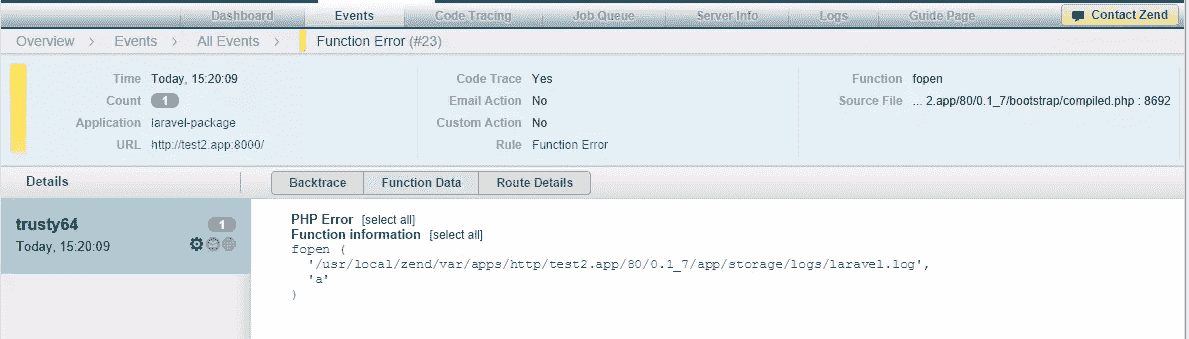 Dashboard Events Code Tracing Job Queue Server Info Logs Guide Page Contact Zend
Overview > Events > All Events > Function Error (#23)
Time Today, 15:20:09 Code Trace Yes Function fopen
Count 1 Email Action No Source File ... 2.app/80/0.1_7/bootstrap/compiled.php : 8692
Application laravel-package Custom Action No
URL http://test2.app:8000/ Rule Function Error
Details Backtrace Function Data Route Details
trusty64 1
Today, 15:20:09
PHP Error [select all]
Function information [select all]
fopen (
'/usr/local/zend/var/apps/http/test2.app/80/0.1_7/app/storage/logs/laravel.log',
'a'
)